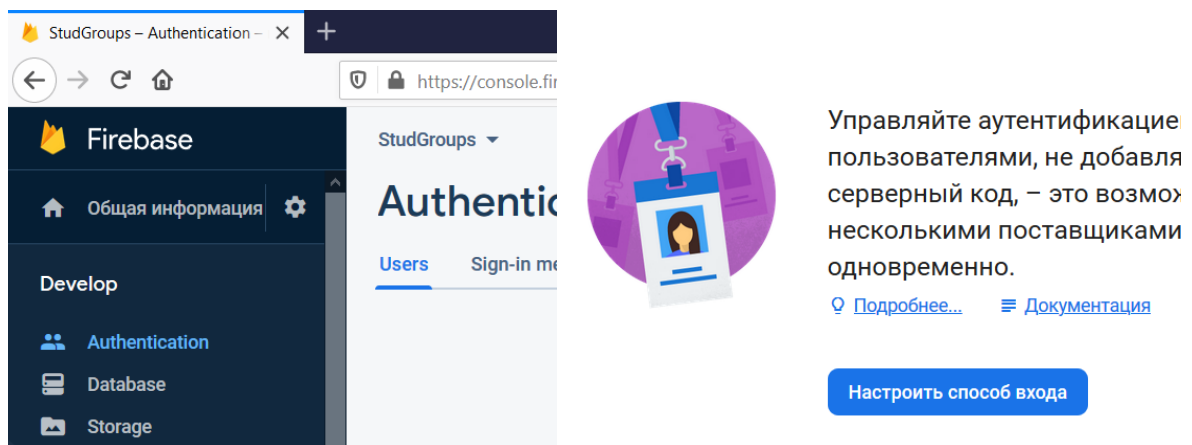 StudGroups – Authentication –
https://console.fir
Firebase
Общая информация
Develop
Authentication
Database
Storage
StudGroups
Authentic
Users Sign-in me
Управляйте аутентификацие
пользователями, не добавля
серверный код, – это возмож
несколькими поставщиками
одновременно.
Подробнее... Документация
Настроить способ входа